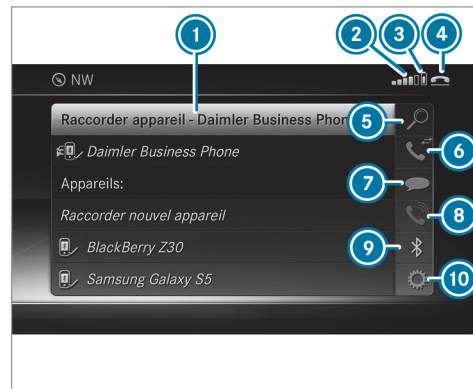 1
2
3
4
NW
Raccorder appareil - Daimler Business Phon
5
Daimler Business Phone
6
Appareils:
7
Raccorder nouvel appareil
8
BlackBerry Z30
9
Samsung Galaxy S5
10